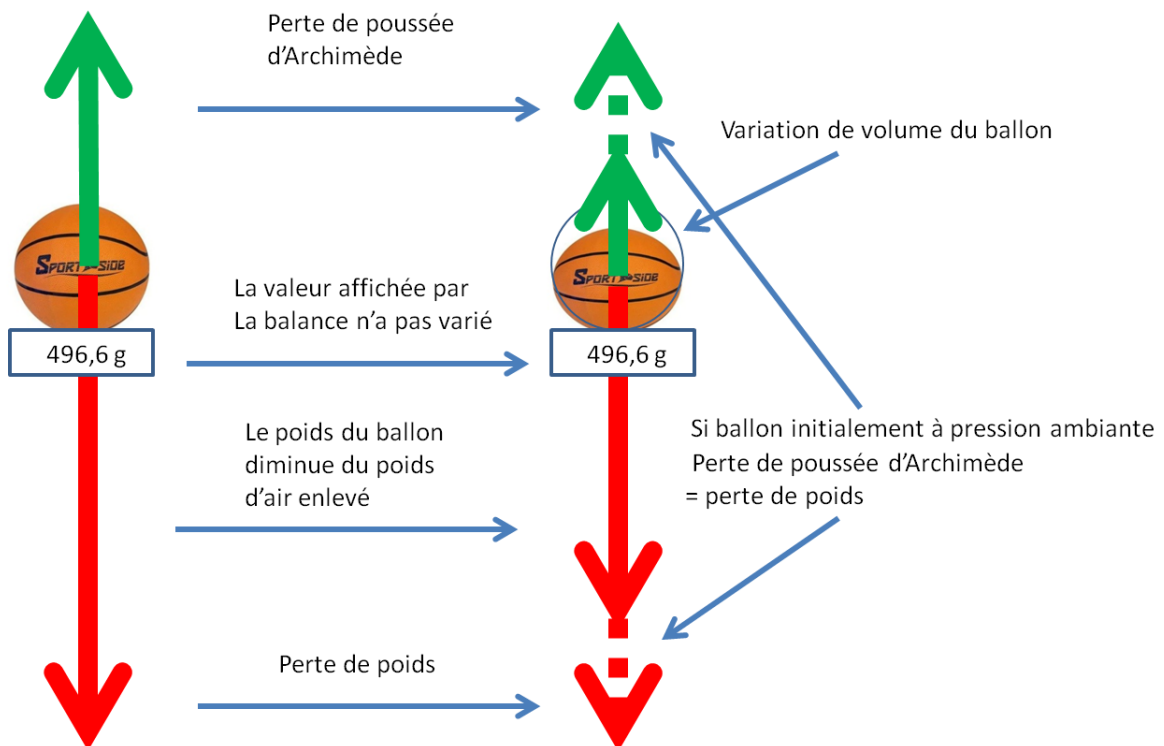 Perte de poussée
d'Archimède
Variation de volume du ballon
SPORT SIDE
SPORT SIDE
La valeur affichée par
La balance n'a pas varié
496,6 g
496,6 g
Le poids du ballon
diminue du poids
d'air enlevé
Si ballon initialement à pression ambiante
Perte de poussée d'Archimède
= perte de poids
Perte de poids